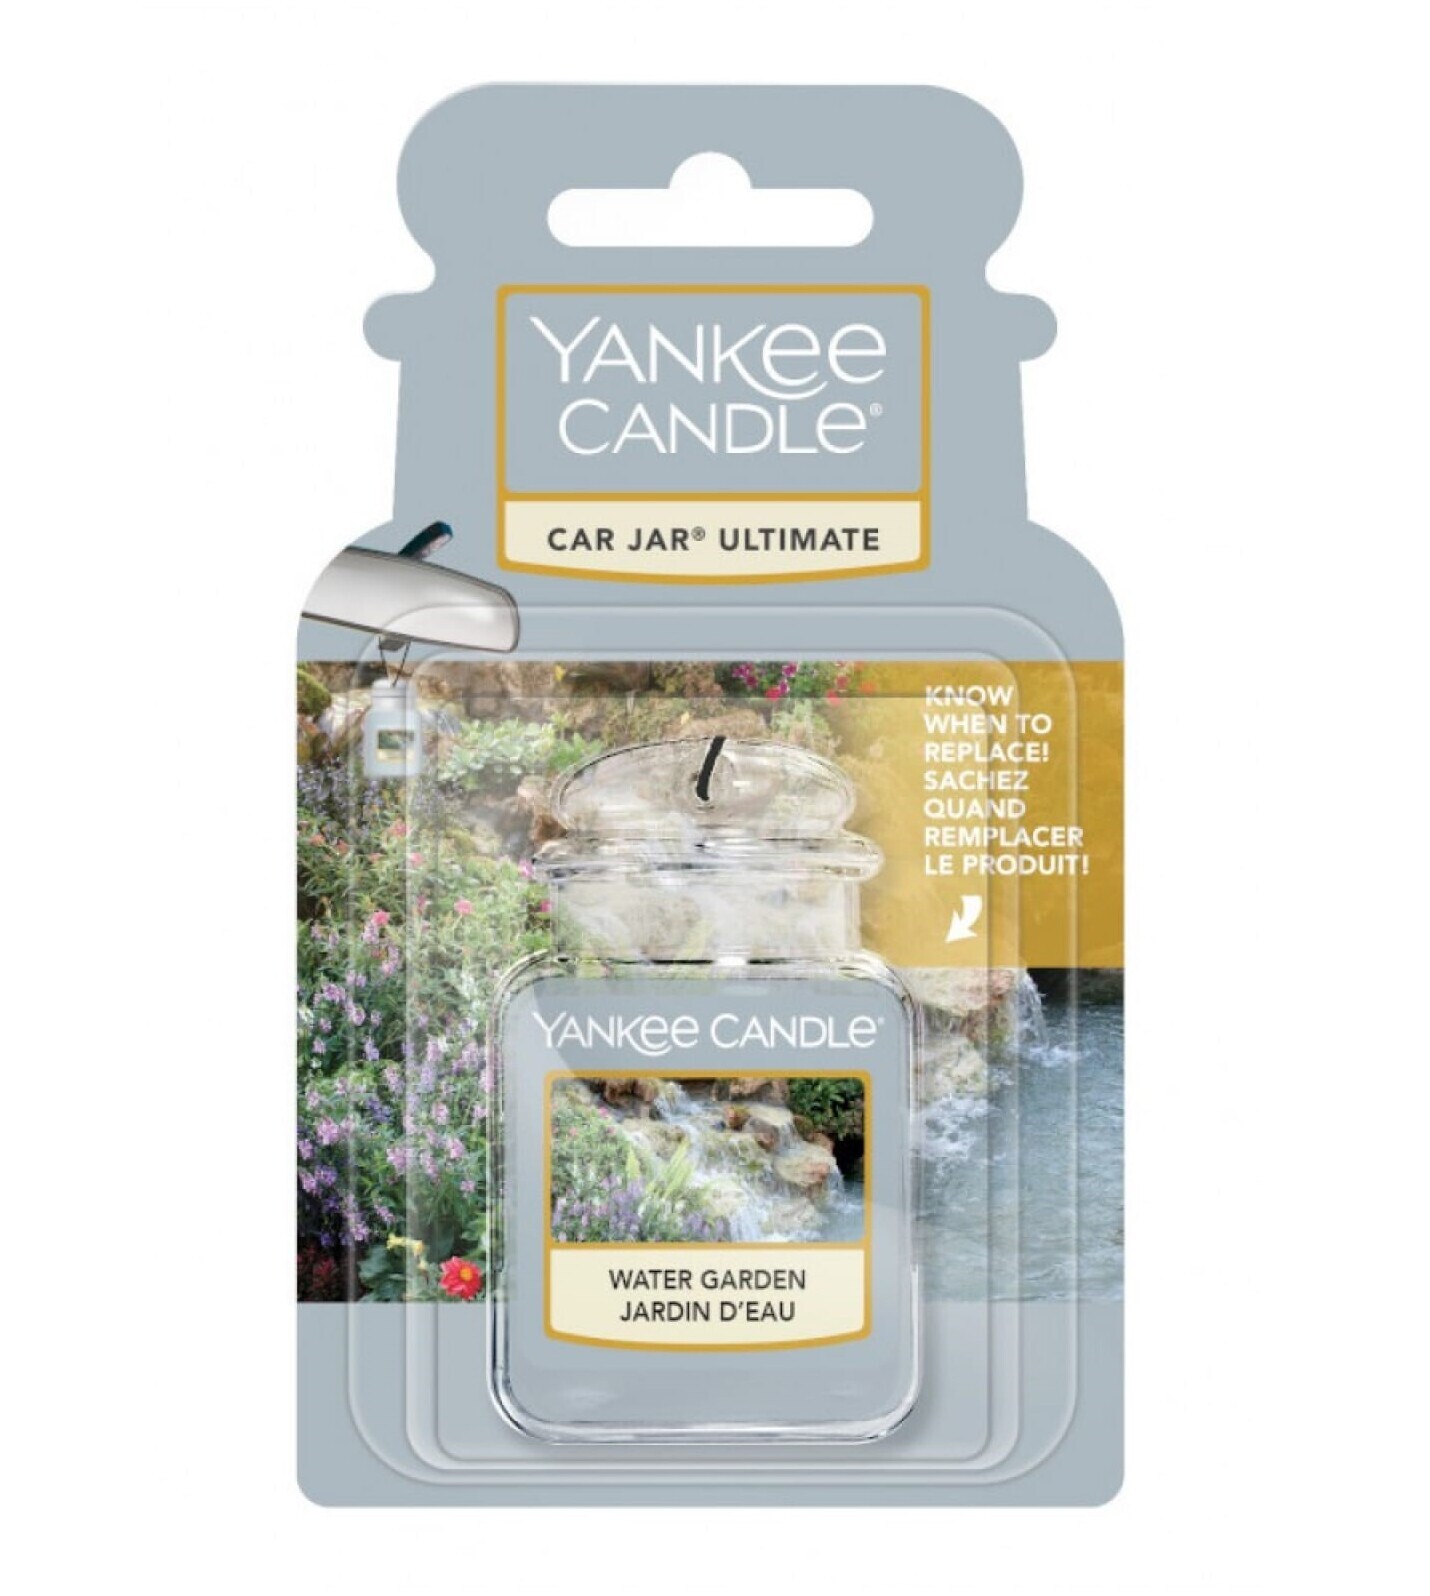 YANKEE
CANDLE®
CAR JAR® ULTIMATE
KNOW
WHEN TO
REPLACE!
SACHEZ
QUAND
REMPLACER
LE PRODUIT!
YANKEE CANDLE®
WATER GARDEN
JARDIN D'EAU